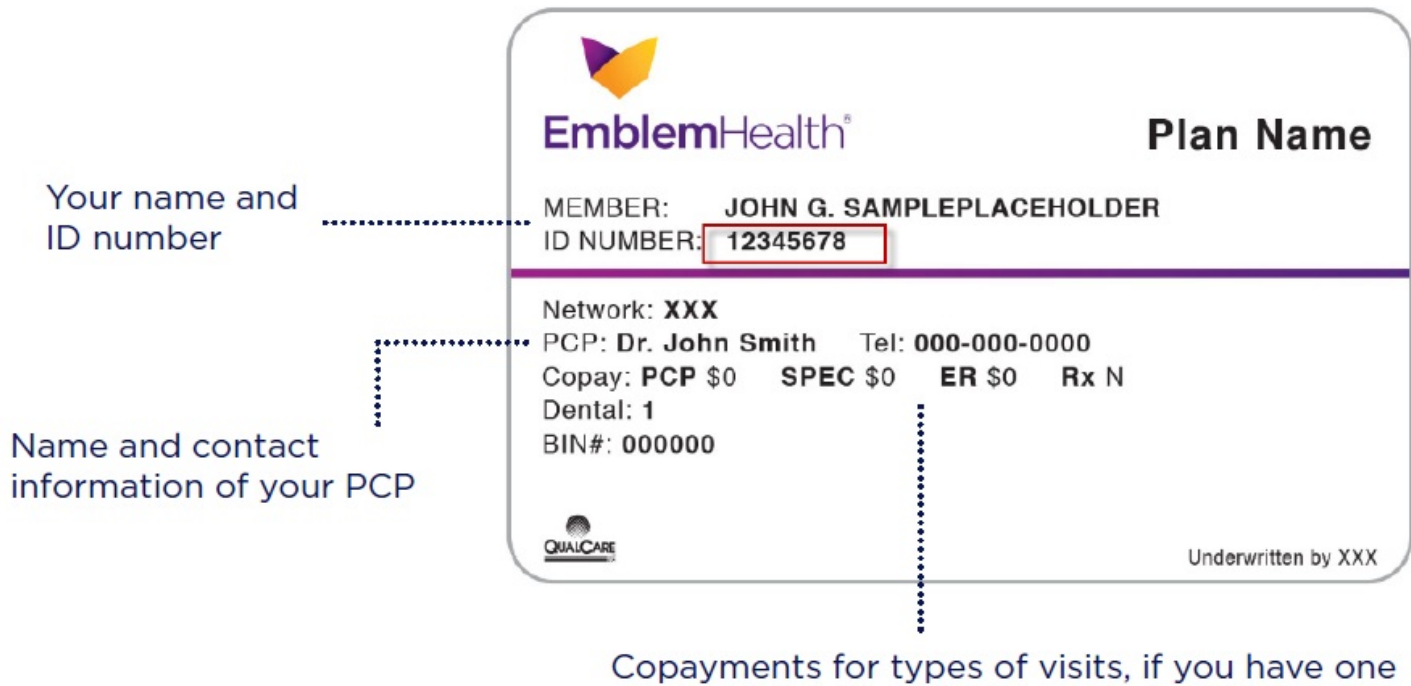 EmblemHealth®
Plan Name
Your name and
ID number
MEMBER: JOHN G. SAMPLEPLACEHOLDER
ID NUMBER: 12345678
Network: XXX
PCP: Dr. John Smith Tel: 000-000-0000
Copay: PCP $0 SPEC $0 ER $0 Rx N
Dental: 1
BIN#: 000000
Name and contact
information of your PCP
QUALCARE
Underwritten by XXX
Copayments for types of visits, if you have one